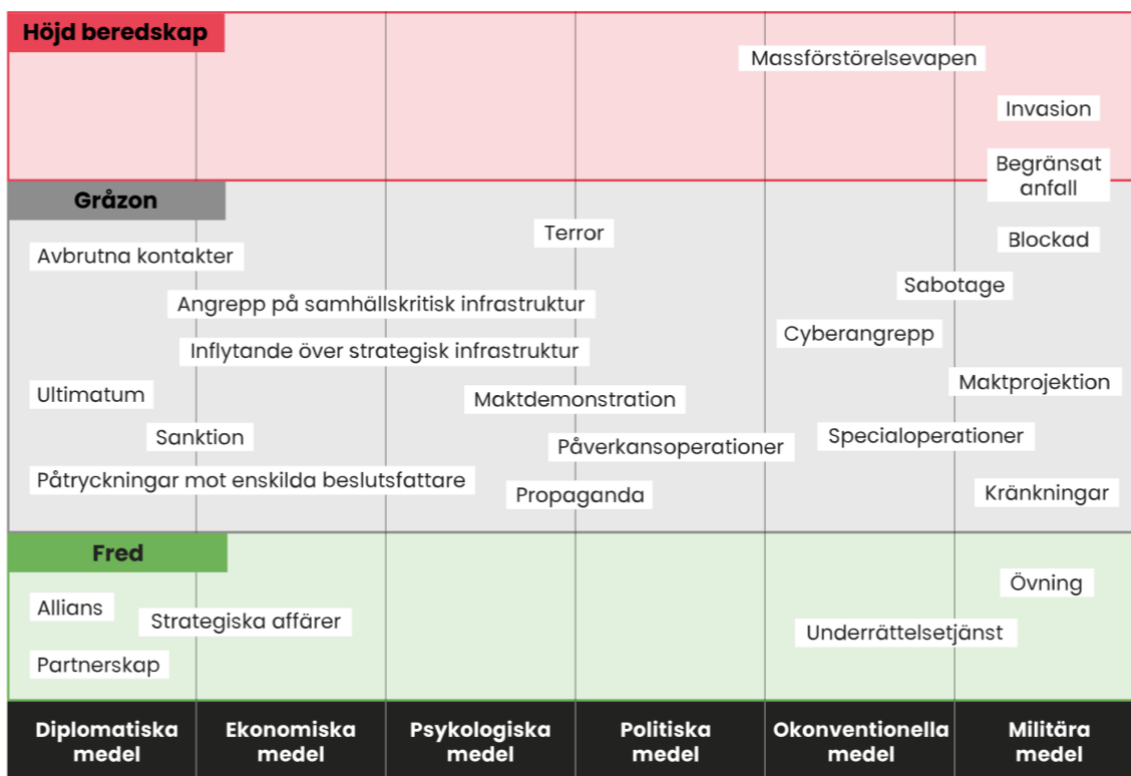 Höjd beredskap
Massförstörelsevapen
Invasion
Begränsat
anfall
Gråzon
Terror
Blockad
Avbrutna kontakter
Sabotage
Angrepp på samhällskritisk infrastruktur
Cyberangrepp
Inflytande över strategisk infrastruktur
Maktprojektion
Ultimatum
Maktdemonstration
Sanktion
Specialoperationer
Påverkansoperationer
Påtryckningar mot enskilda beslutsfattare
Propaganda
Kränkningar
Fred
Övning
Allians
Strategiska affärer
Underrättelsetjänst
Partnerskap
Diplomatiska
medel
Ekonomiska
medel
Psykologiska
medel
Politiska
medel
Okonventionella
medel
Militära
medel